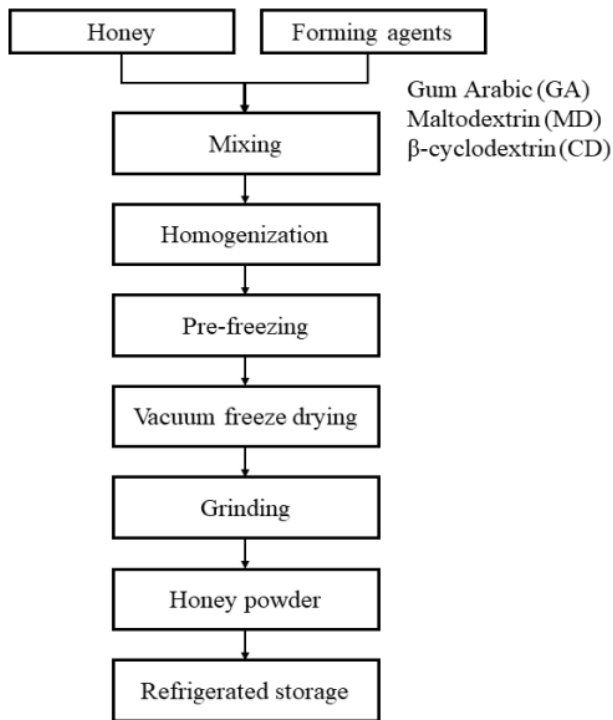 Honey
Forming agents
Gum Arabic (GA)
Maltodextrin (MD)
β-cyclodextrin (CD)
Mixing
Homogenization
Pre-freezing
Vacuum freeze drying
Grinding
Honey powder
Refrigerated storage